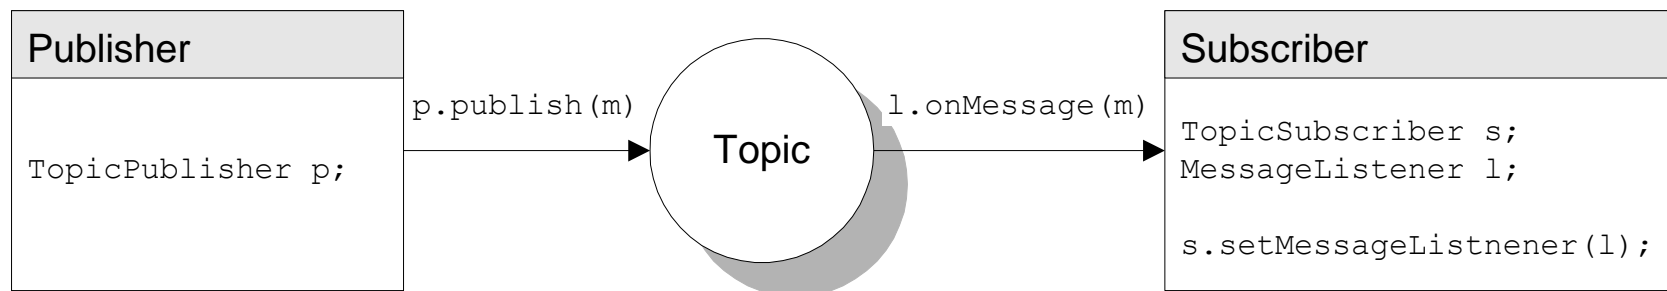 Publisher
TopicPublisher p;
p.publish(m)
Topic
l.onMessage(m)
Subscriber
TopicSubscriber s;
MessageListener l;
s.setMessageListnener(l);